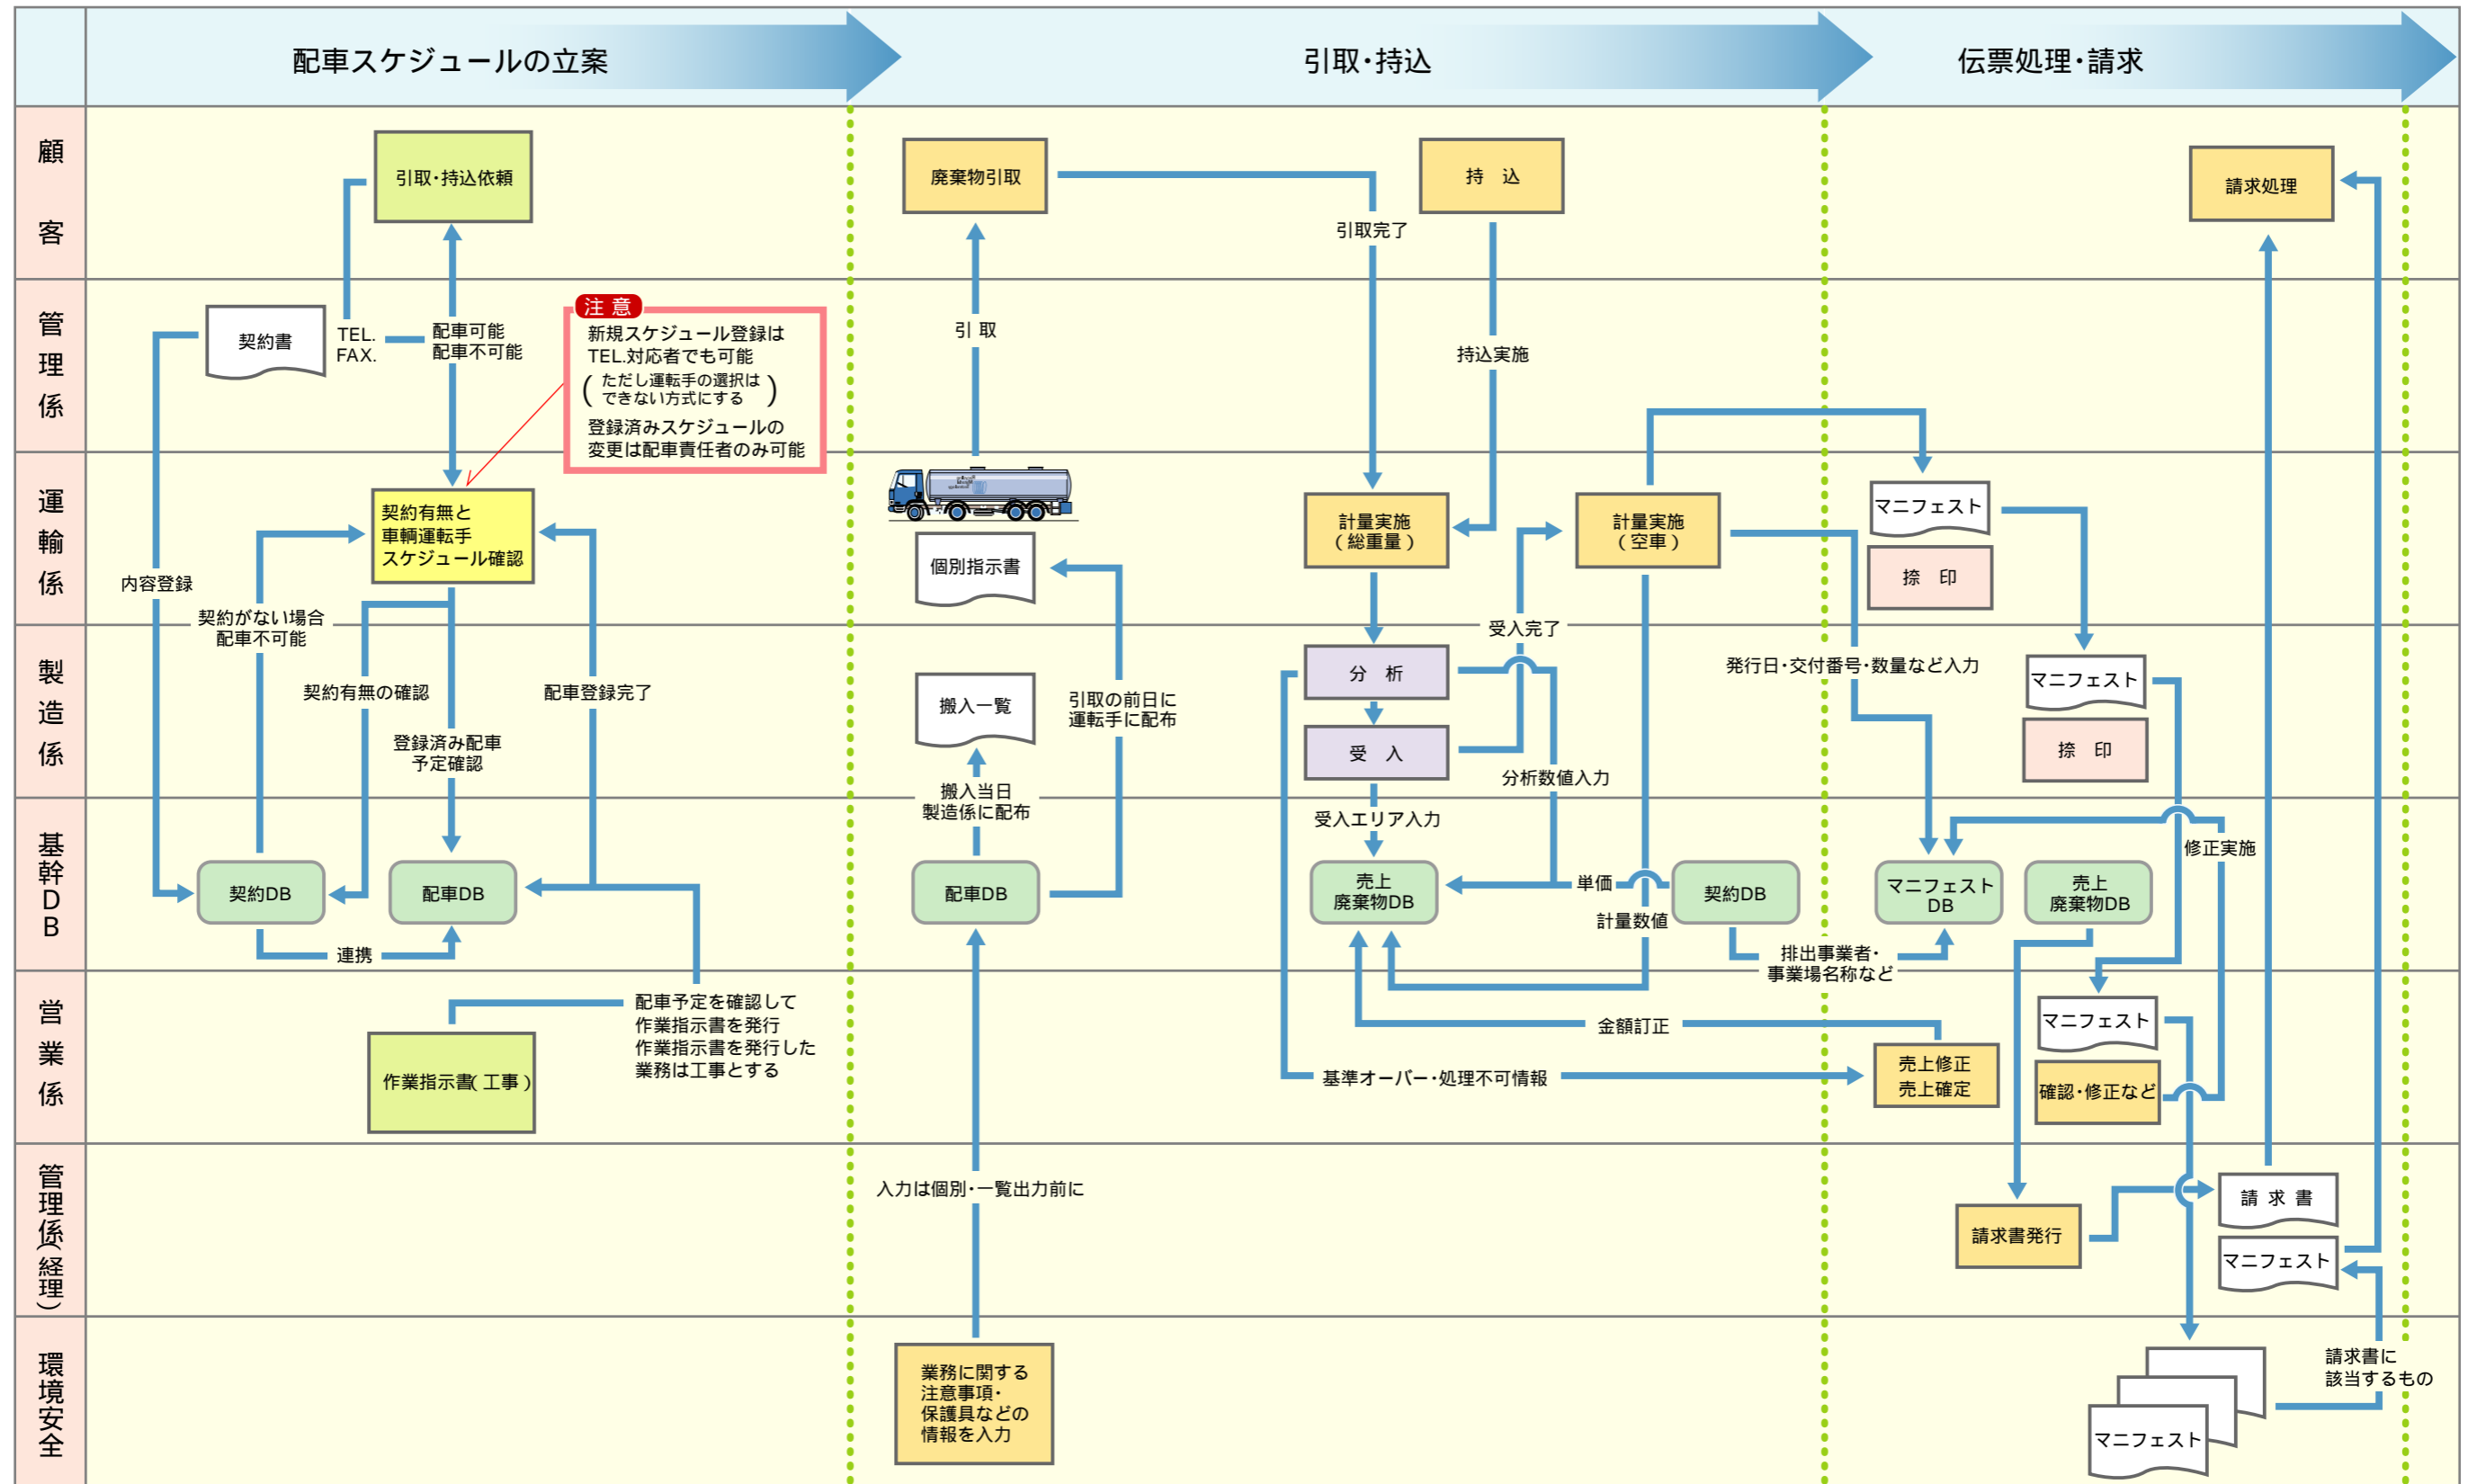 配車スケジュールの立案
引取・持込
伝票処理・請求
顧客
引取・持込依頼
廃棄物引取
持 込
請求処理
引取完了
管理係
契約書
TEL.
FAX.
配車可能
配車不可能
注 意
新規スケジュール登録は
TEL.対応者でも可能
(ただし運転手の選択は
できない方式にする)
登録済みスケジュールの
変更は配車責任者のみ可能
引 取
持込実施
運輸係
契約有無と
車輌運転手
スケジュール確認
内容登録
契約がない場合
配車不可能
個別指示書
計量実施
(総重量)
計量実施
(空車)
マニフェスト
捺 印
受入完了
製造係
契約有無の確認
配車登録完了
登録済み配車
予定確認
搬入一覧
引取の前日に
運転手に配布
搬入当日
製造係に配布
分 析
受 入
分析数値入力
受入エリア入力
発行日・交付番号・数量など入力
マニフェスト
捺 印
基幹DB
契約DB
配車DB
連携
配車DB
売上
廃棄物DB
単価
計量数値
契約DB
マニフェスト
DB
売上
廃棄物DB
修正実施
排出事業者・
事業場名称など
営業係
作業指示書(工事)
配車予定を確認して
作業指示書を発行
作業指示書を発行した
業務は工事とする
金額訂正
基準オーバー・処理不可情報
売上修正
売上確定
マニフェスト
確認・修正など
管理係(経理)
入力は個別・一覧出力前に
請求書発行
請 求 書
マニフェスト
環境安全
業務に関する
注意事項・
保護具などの
情報を入力
マニフェスト
請求書に
該当するもの